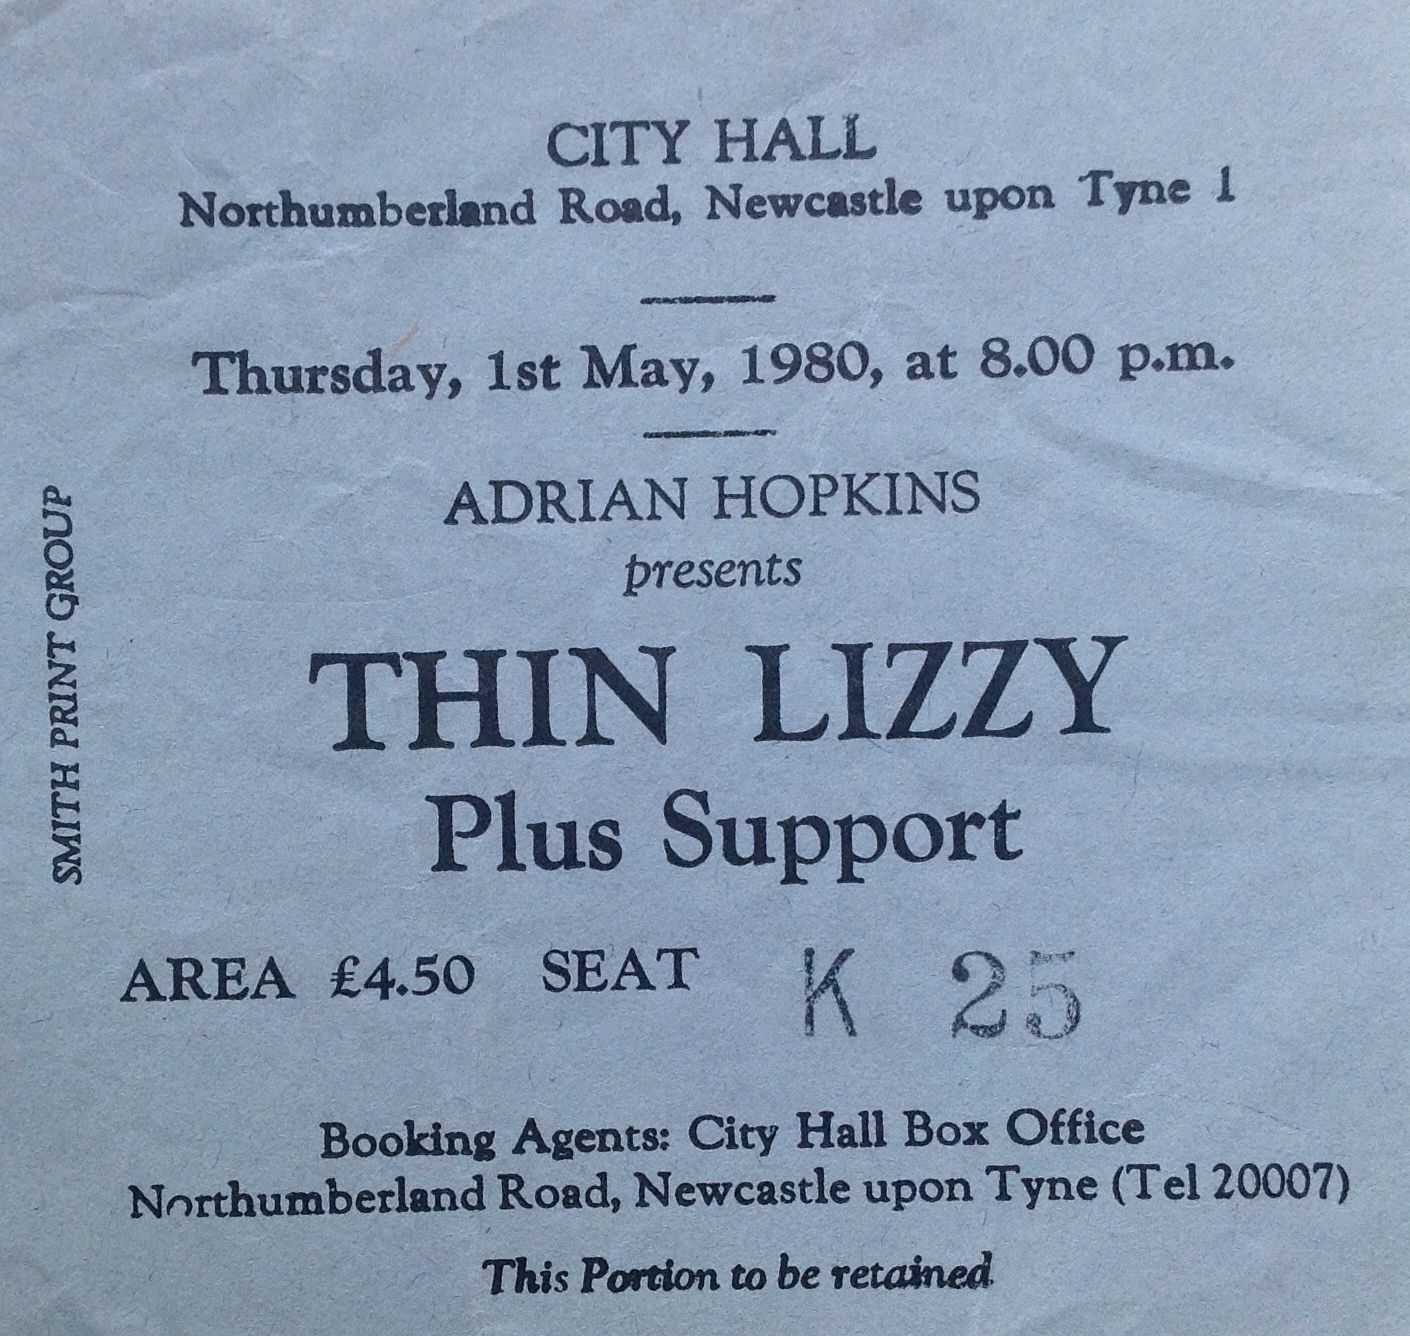 CITY HALL
Northumberland Road, Newcastle upon Tyne 1
Thursday, 1st May, 1980, at 8.00 p.m.
ADRIAN HOPKINS
presents
THIN LIZZY
Plus Support
AREA £4.50 SEAT K 25
Booking Agents: City Hall Box Office
Northumberland Road, Newcastle upon Tyne (Tel 20007)
This Portion to be retained
SMITH PRINT GROUP